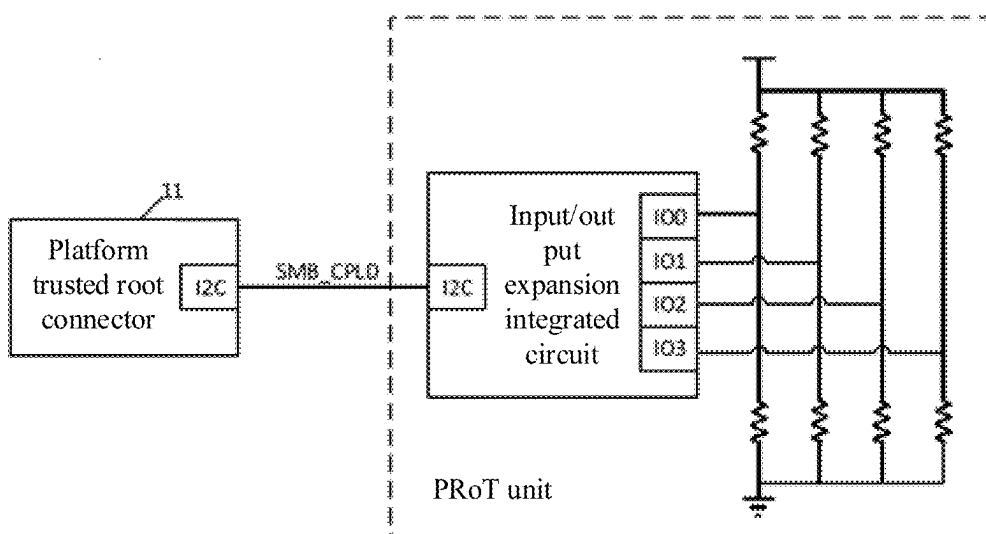 11
Platform
trusted root
connector
I2C
SMB_CPLD
I2C
Input/out
put
expansion
integrated
circuit
IO0
IO1
IO2
IO3
PRoT unit